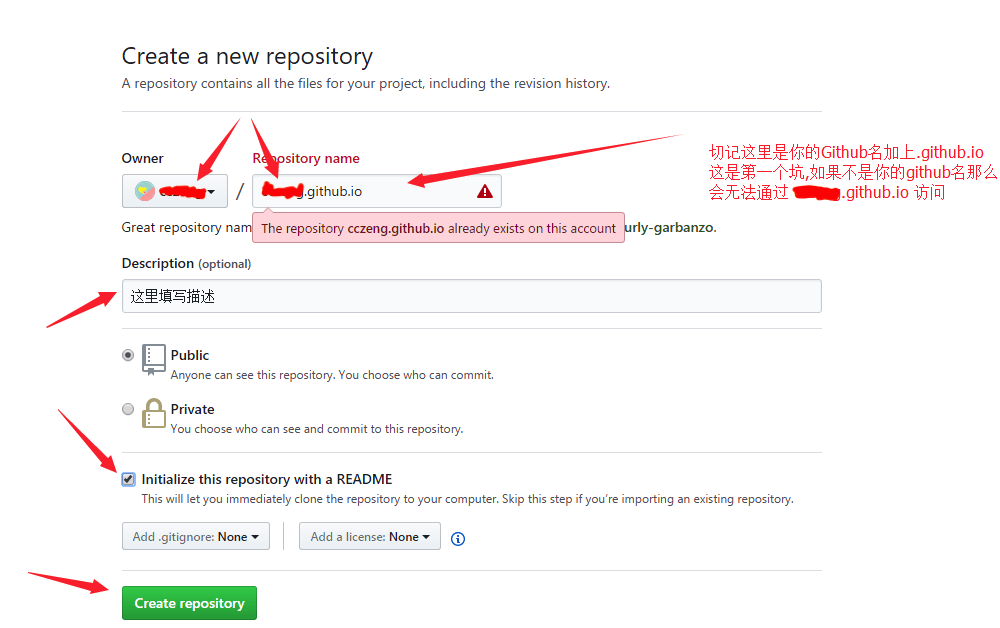 Create a new repository
A repository contains all the files for your project, including the revision history.
Owner
Repository name
/
.github.io
切记这里是你的Github名加上.github.io
这是第一个坑,如果不是你的github名那么
会无法通过 .github.io 访问
Great repository nam
urly-garbanzo.
The repository cczeng.github.io already exists on this account
Description (optional)
这里填写描述
Public
Anyone can see this repository. You choose who can commit.
Private
You choose who can see and commit to this repository.
Initialize this repository with a README
This will let you immediately clone the repository to your computer. Skip this step if you’re importing an existing repository.
Add .gitignore: None
Add a license: None
Create repository